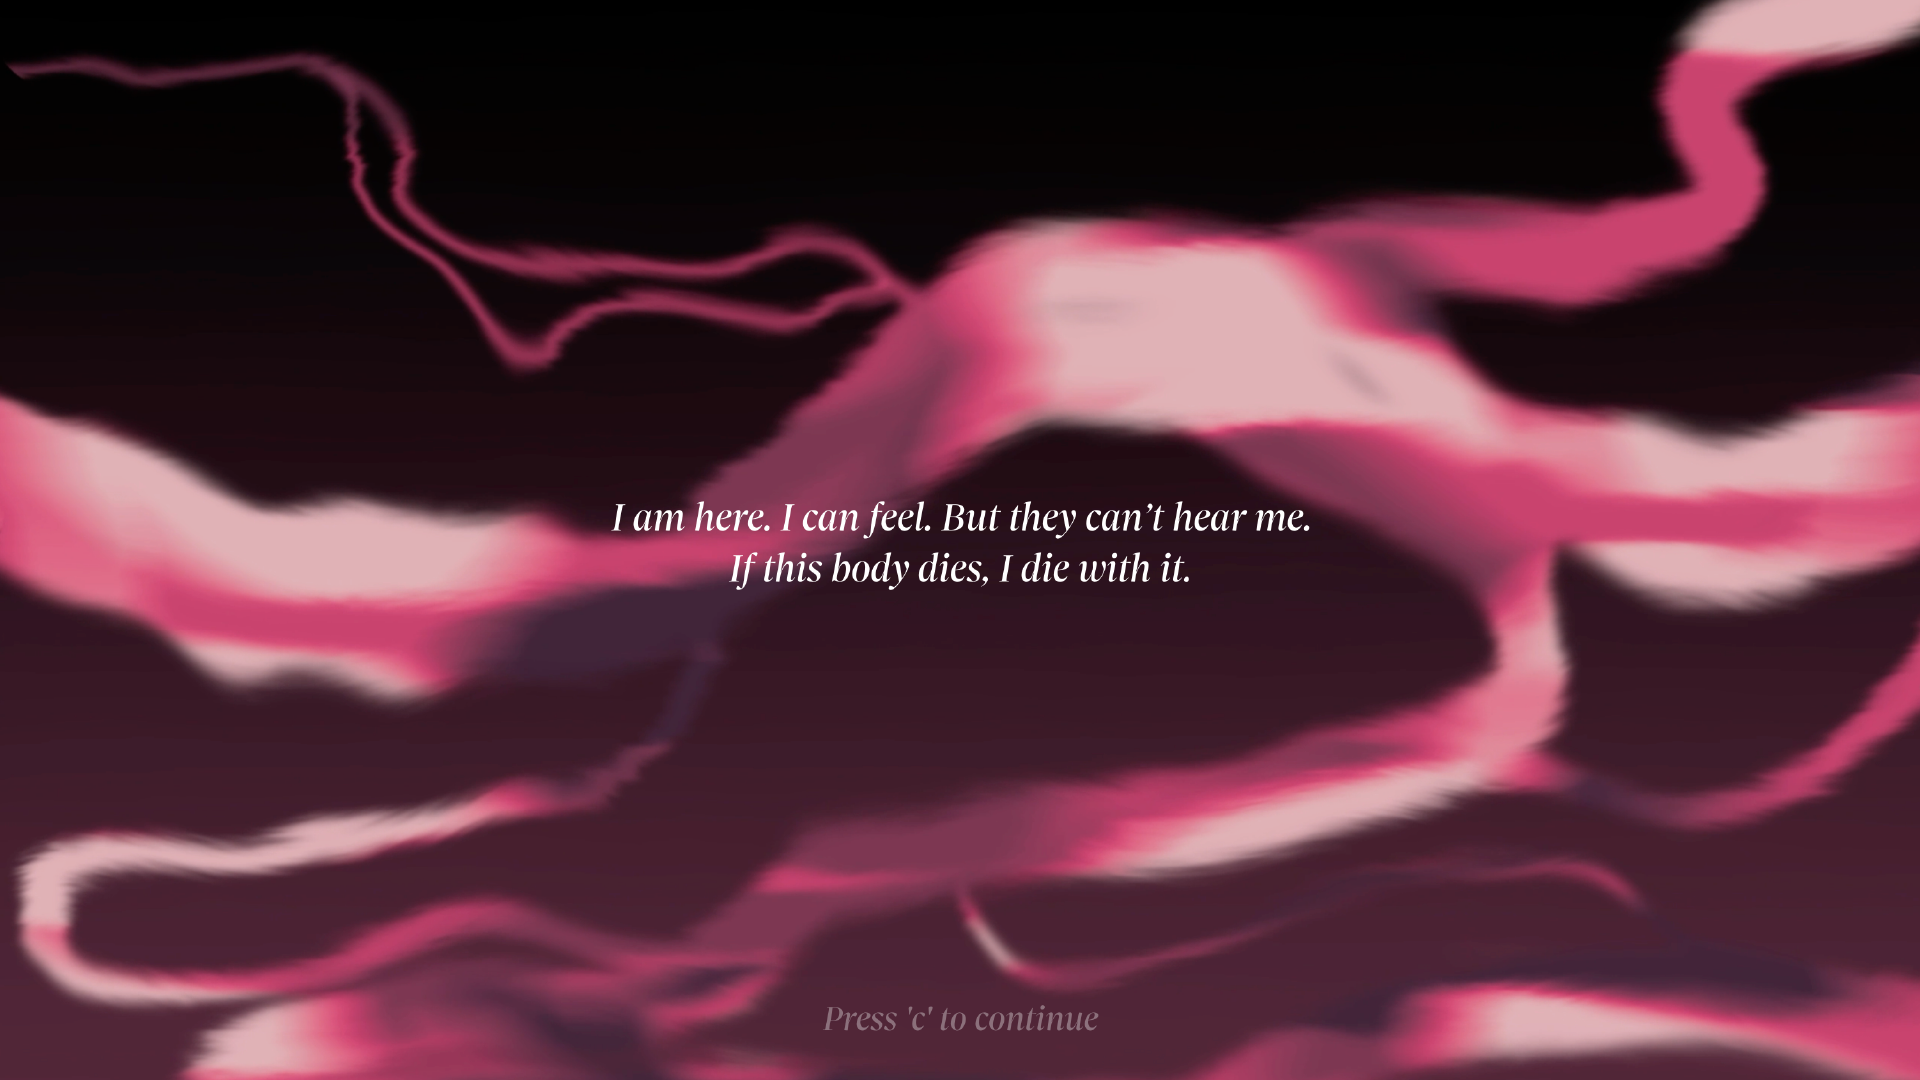 I am here. I can feel. But they can’t hear me.
If this body dies, I die with it.
Press 'c' to continue